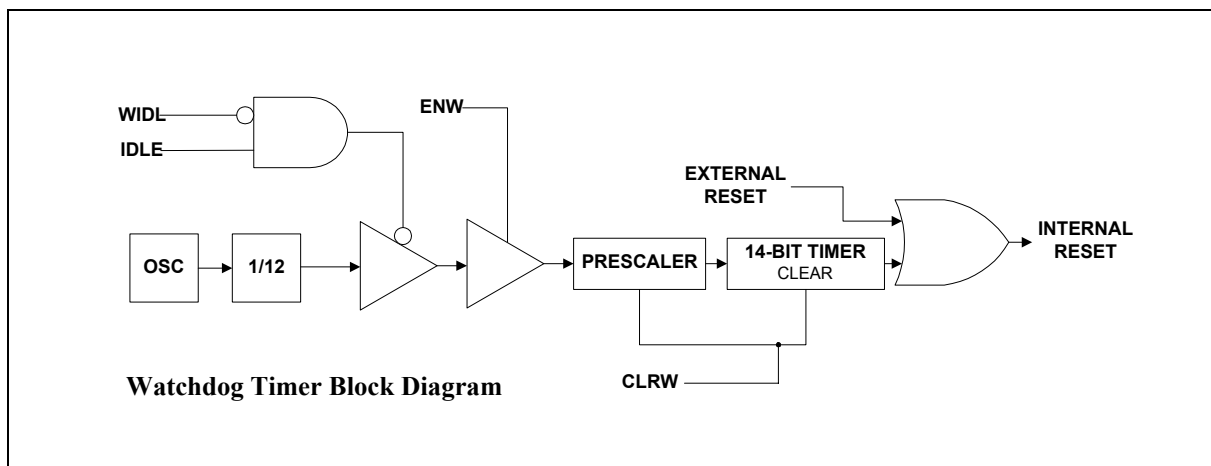 WIDL
IDLE
ENW
EXTERNAL
RESET
OSC
1/12
PRESCALER
14-BIT TIMER
CLEAR
INTERNAL
RESET
CLRW
Watchdog Timer Block Diagram